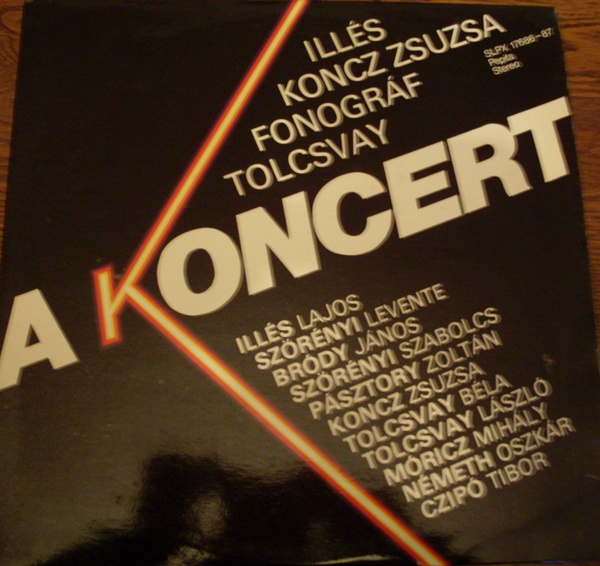 ILLÉS
KONCZ ZSUZSA
FONOGRÁF
TOLCSVAY
SLPX 17686-87
Pepita
Stereo
A KONCERT
ILLÉS LAJOS
SZÖRÉNYI LEVENTE
BRÓDY JÁNOS
SZÖRÉNYI SZABOLCS
PÁSZTORY ZOLTÁN
KONCZ ZSUZSA
TOLCSVAY BÉLA
TOLCSVAY LÁSZLÓ
MÓRICZ MIHÁLY
NÉMETH OSZKÁR
CZIPÓ TIBOR